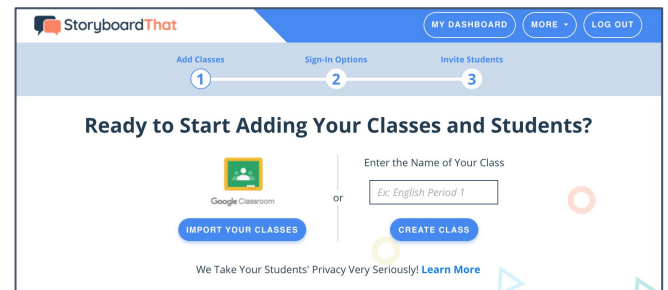 StoryboardThat
MY DASHBOARD
MORE
LOG OUT
Add Classes
Sign-In Options
Invite Students
1
2
3
Ready to Start Adding Your Classes and Students?
Google Classroom
IMPORT YOUR CLASSES
or
Enter the Name of Your Class
Ex: English Period 1
CREATE CLASS
We Take Your Students' Privacy Very Seriously! Learn More